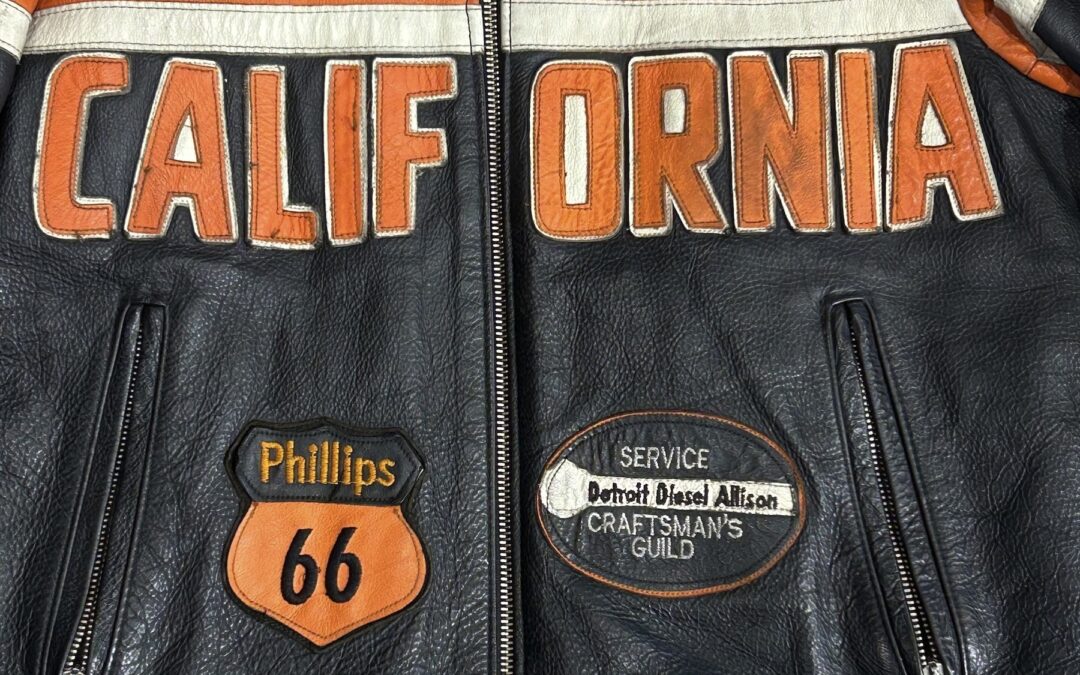 CALIFORNIA
Phillips
66
SERVICE
Detroit Diesel Allison
CRAFTSMAN'S
GUILD